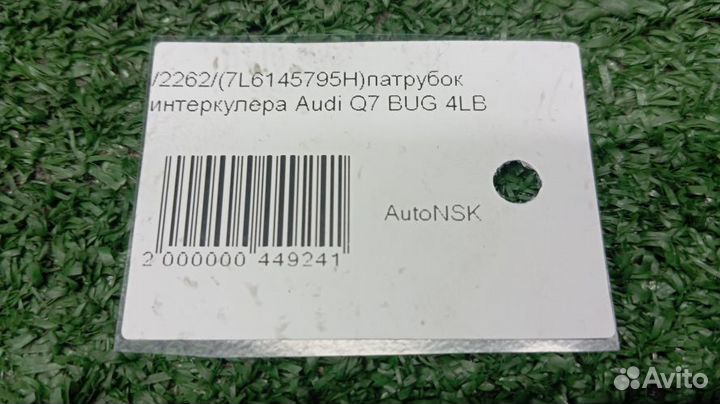 /2262/(7L6145795H)патрубок
интеркулера Audi Q7 BUG 4LB
AutoNSK
2 000000 449241
Avito